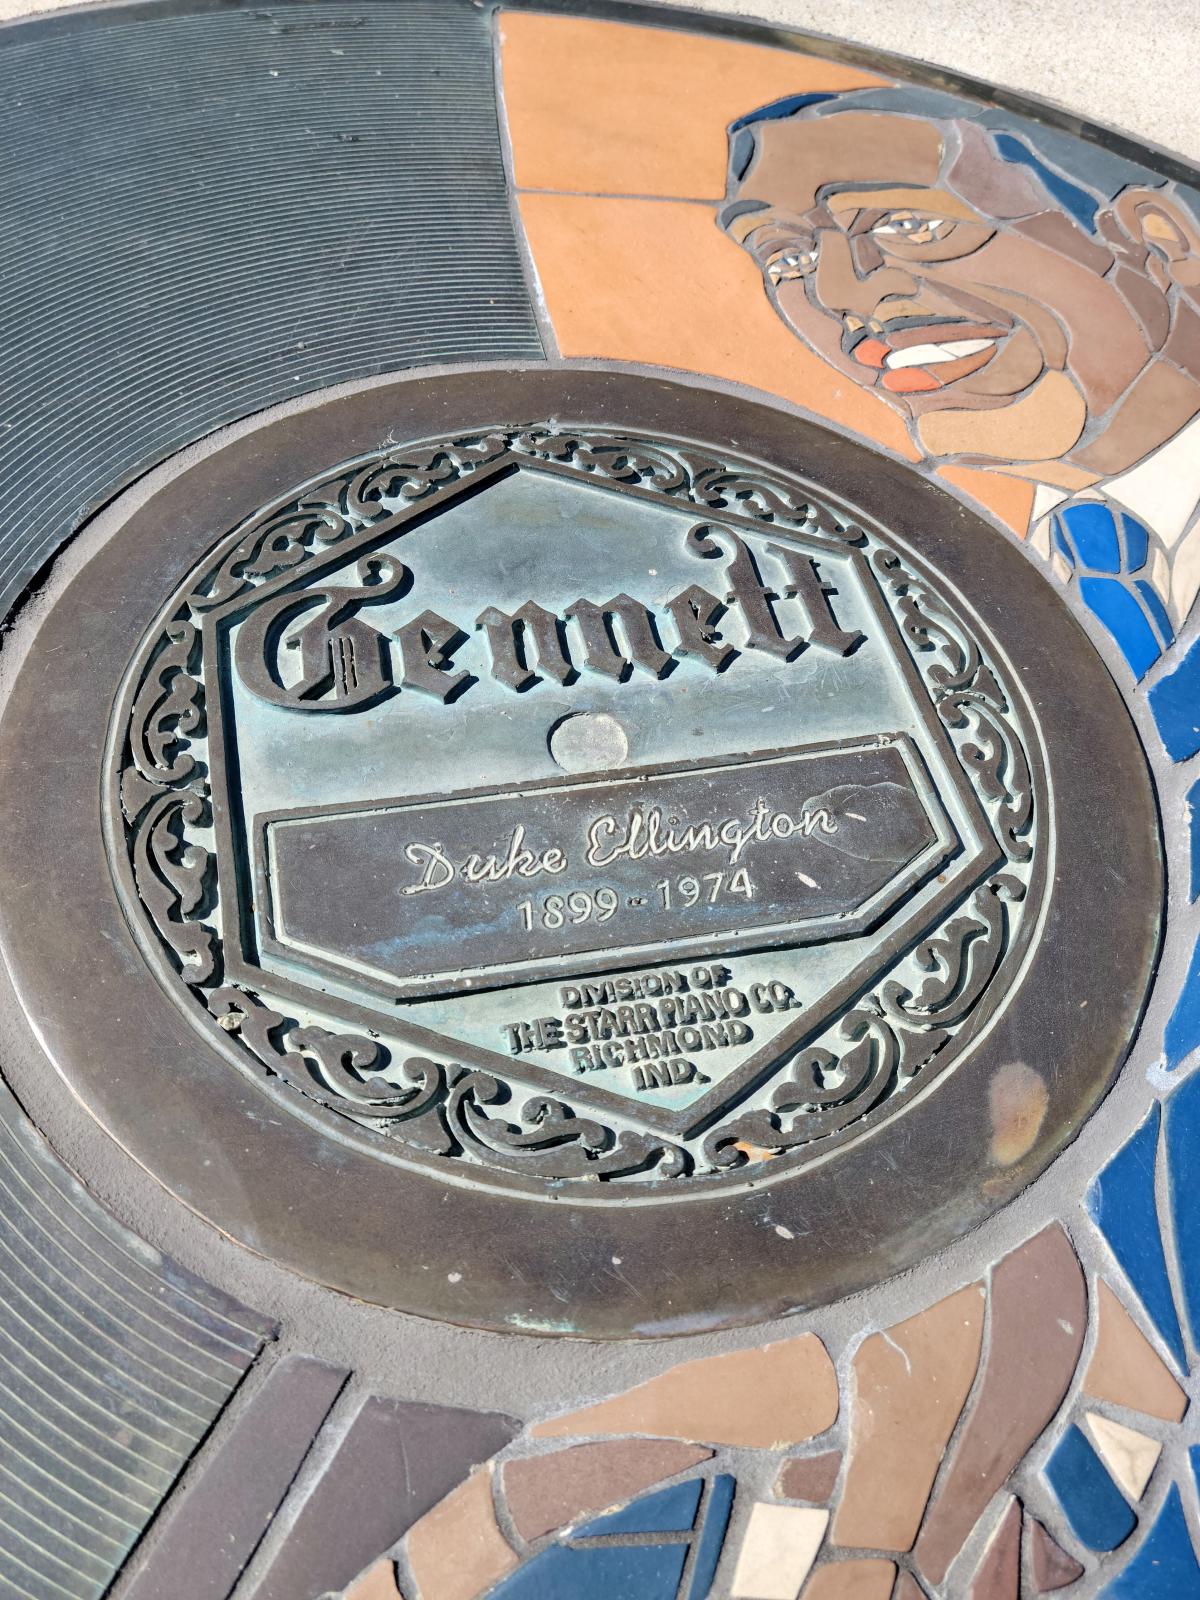 Gennett
Duke Ellington
1899-1974
DIVISION OF
THE STARR PIANO CO.
RICHMOND
IND.